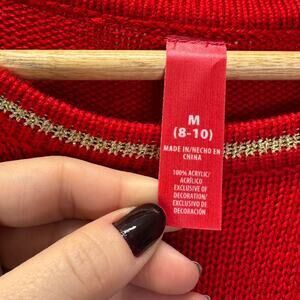 M
(8-10)
MADE IN/HECHO EN
CHINA
100% ACRYLIC/
ACRÍLICO
EXCLUSIVE OF
DECORATION/
EXCLUSIVO DE
DECORACIÓN